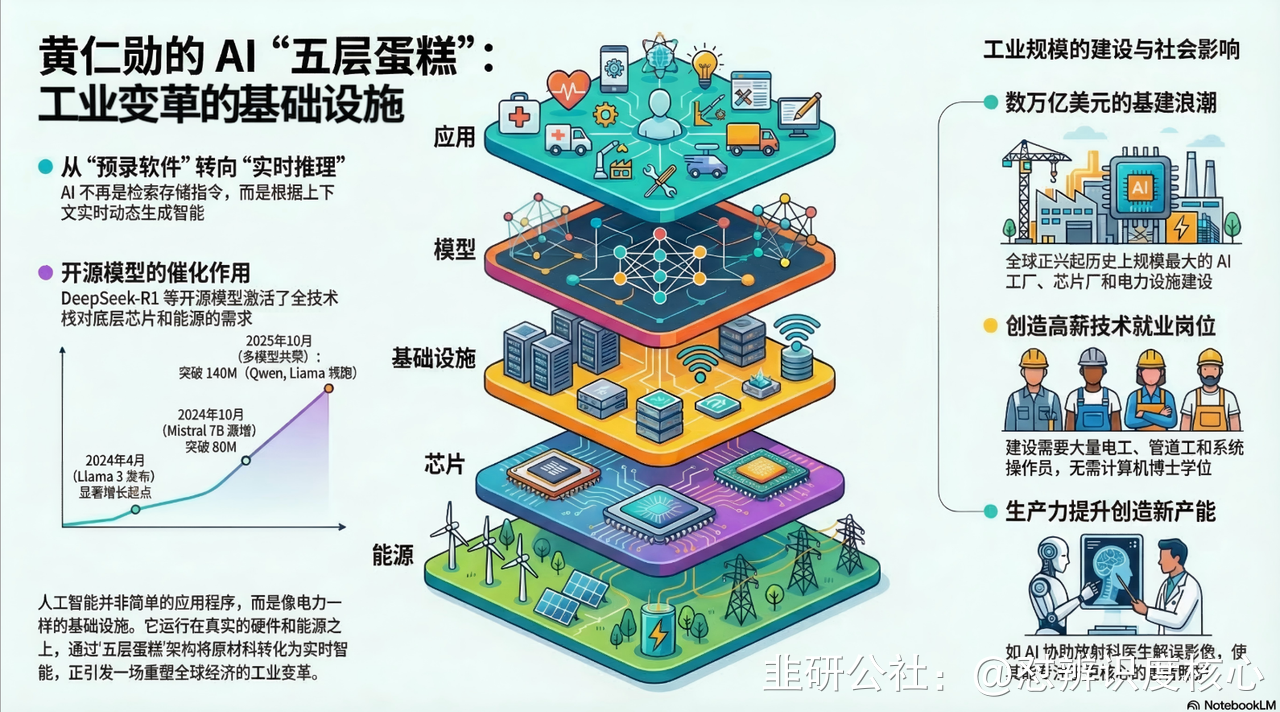 黄仁勋的 AI “五层蛋糕”：
工业变革的基础设施
从 “预录软件” 转向 “实时推理”
AI 不再是检索存储指令，而是根据上下
文实时动态生成智能
开源模型的催化作用
DeepSeek-R1 等开源模型激活了全技术
栈对底层芯片和能源的需求
2025年10月
（多模型共荣）：
突破 140M（Qwen, Llama 领跑）
2024年10月
（Mistral 7B 激增）
突破 80M
2024年4月
（Llama 3 发布）
显著增长起点
人工智能并非简单的应用程序，而是像电力一
样的基础设施。它运行在真实的硬件和能源之
上，通过‘五层蛋糕’架构将原材料转化为实时智
能，正引发一场重塑全球经济的工业变革。
应用
模型
基础设施
芯片
能源
工业规模的建设与社会影响
数万亿美元的基建浪潮
AI
全球正兴起历史上规模最大的 AI
工厂、芯片厂和电力设施建设
创造高薪技术就业岗位
建设需要大量电工、管道工和系统
操作员，无需计算机博士学位
生产力提升创造新产能
如 AI 协助放射科医生解误影像，使
韭研公社：@思辨识度核心
NotebookLM